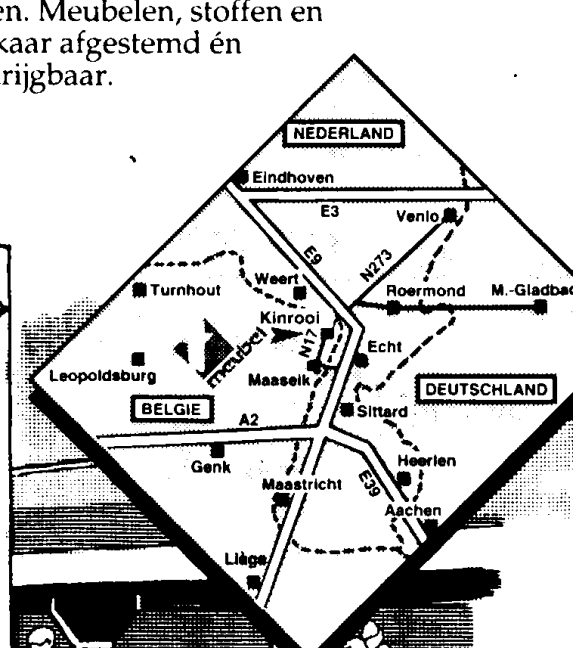 en. Meubelen, stoffen en
kaar afgestemd én
rijgbaar.
NEDERLAND
Eindhoven
E3
Venlo
E9
N273
Weert
Turnhout
Roermond
M.-Gladbac
Kinrooi
meubel
N17
Echt
Leopoldsburg
Maaseik
DEUTSCHLAND
BELGIE
Sittard
A2
Genk
Heerlen
E39
Maastricht
Aachen
Liège